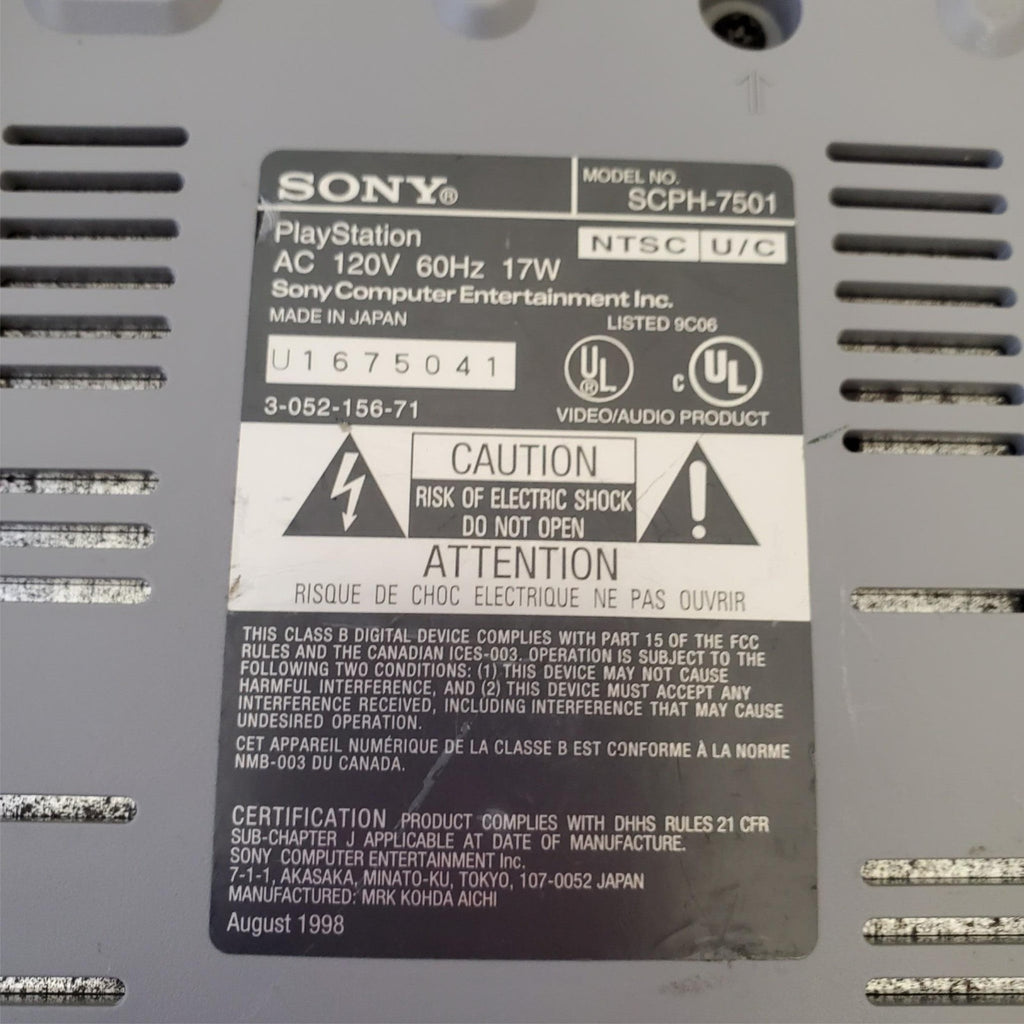 SONY®
MODEL NO.
SCPH-7501
PlayStation
NTSC U/C
AC 120V 60Hz 17W
Sony Computer Entertainment Inc.
MADE IN JAPAN
LISTED 9C06
U1675041
UL® c UL
3-052-156-71
VIDEO/AUDIO PRODUCT
CAUTION
RISK OF ELECTRIC SHOCK
DO NOT OPEN
ATTENTION
RISQUE DE CHOC ELECTRIQUE NE PAS OUVRIR
THIS CLASS B DIGITAL DEVICE COMPLIES WITH PART 15 OF THE FCC
RULES AND THE CANADIAN ICES-003. OPERATION IS SUBJECT TO THE
FOLLOWING TWO CONDITIONS: (1) THIS DEVICE MAY NOT CAUSE
HARMFUL INTERFERENCE, AND (2) THIS DEVICE MUST ACCEPT ANY
INTERFERENCE RECEIVED, INCLUDING INTERFERENCE THAT MAY CAUSE
UNDESIRED OPERATION.
CET APPAREIL NUMÉRIQUE DE LA CLASSE B EST CONFORME À LA NORME
NMB-003 DU CANADA.
CERTIFICATION PRODUCT COMPLIES WITH DHHS RULES 21 CFR
SUB-CHAPTER J APPLICABLE AT DATE OF MANUFACTURE.
SONY COMPUTER ENTERTAINMENT Inc.
7-1-1, AKASAKA, MINATO-KU, TOKYO, 107-0052 JAPAN
MANUFACTURED: MRK KOHDA AICHI
August 1998